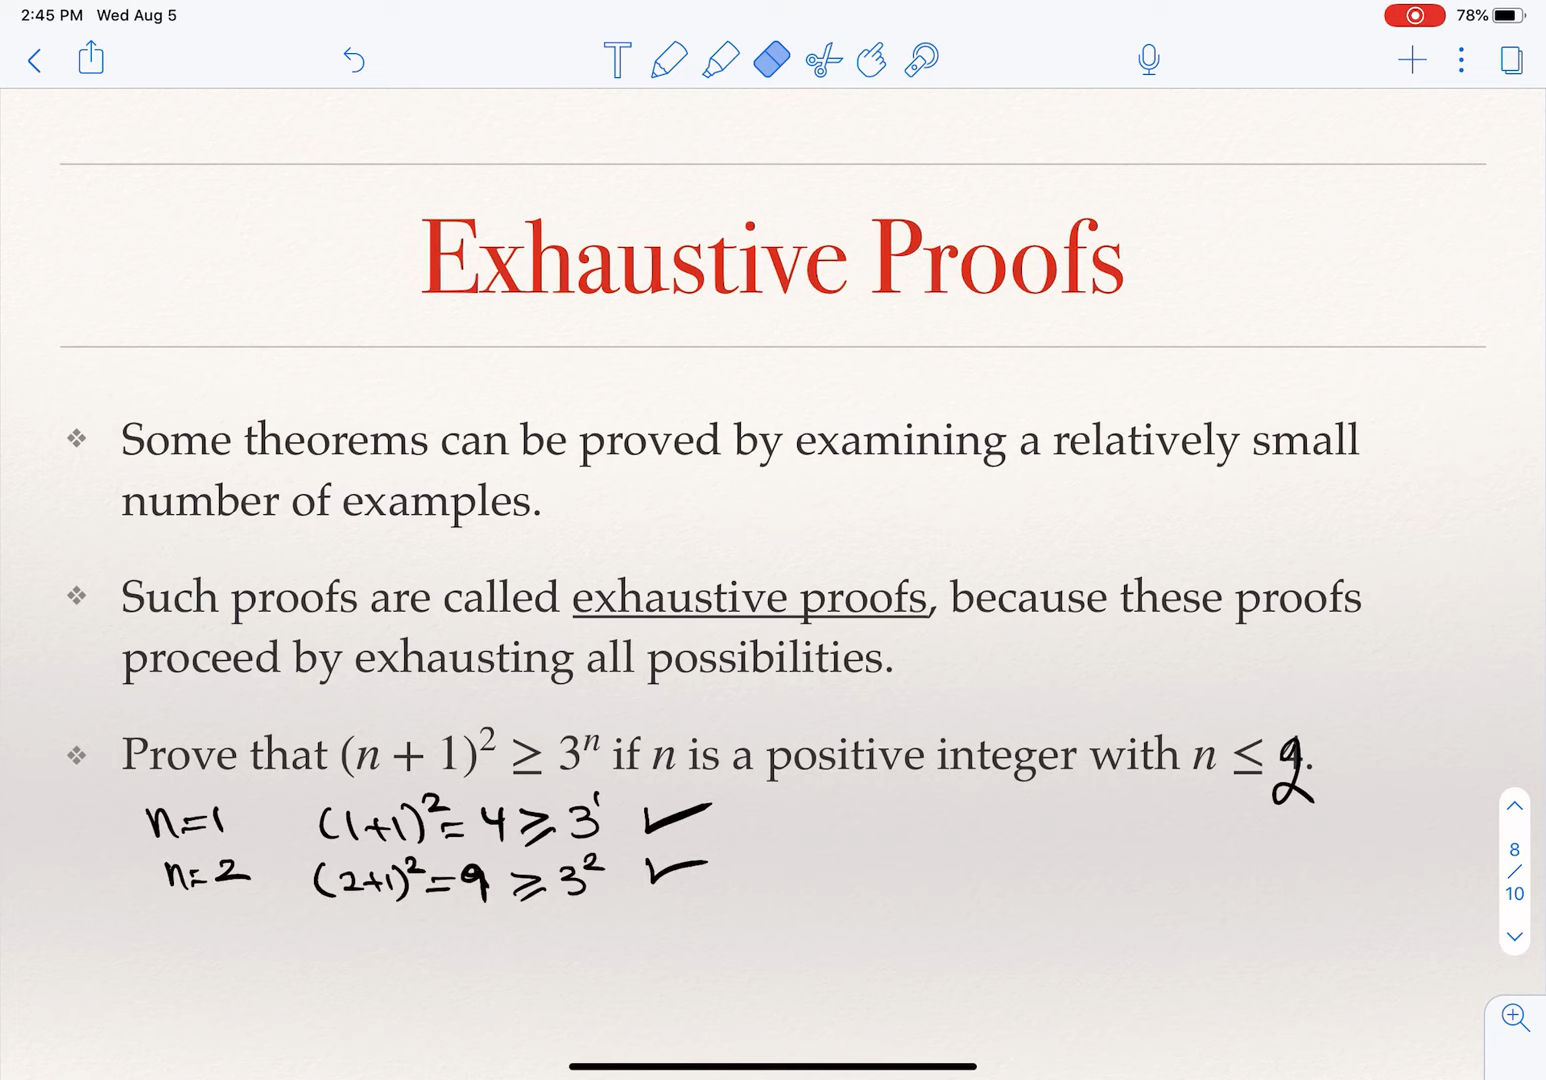 2:45 PM Wed Aug 5
78%
Exhaustive Proofs
❖ Some theorems can be proved by examining a relatively small
number of examples.
❖ Such proofs are called exhaustive proofs, because these proofs
proceed by exhausting all possibilities.
❖ Prove that (n + 1)² ≥ 3ⁿ if n is a positive integer with n ≤ 2.
n=1 (1+1)² = 4 ≥ 3¹ ✓
n=2 (2+1)² = 9 ≥ 3² ✓
8
/
10